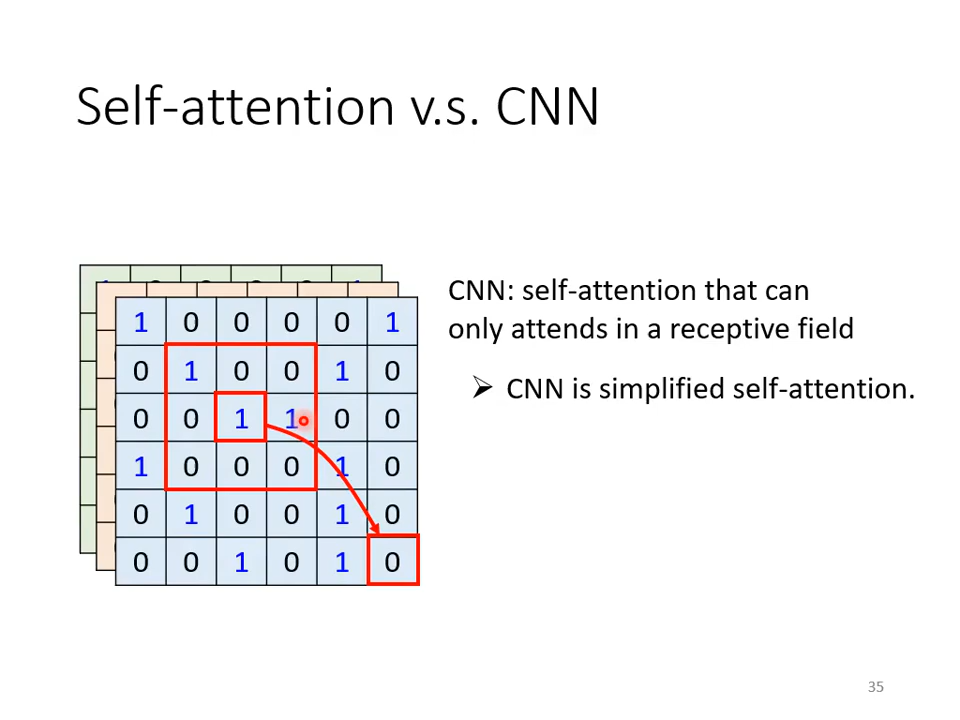 Self-attention v.s. CNN
CNN: self-attention that can
only attends in a receptive field
➢ CNN is simplified self-attention.
1 0 0 0 0 1
0 1 0 0 1 0
0 0 1 1 0 0
1 0 0 0 1 0
0 1 0 0 1 0
0 0 1 0 1 0
35